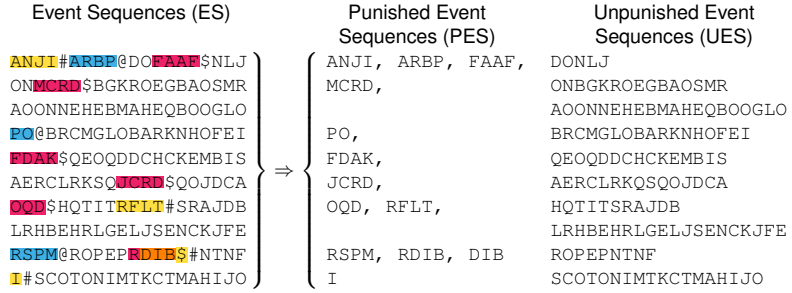 Event Sequences (ES) Punished Event Sequences (PES) Unpunished Event Sequences (UES)
ANJI#ARBP@DOFAAF$NLJ ANJI, ARBP, FAAF, DONLJ
ONMCRD$BGKROEGBAOSMR MCRD, ONBGKROEGBAOSMR
AOONNEHEBMAHEQBOOGLO AOONNEHEBMAHEQBOOGLO
PO@BRCMGLOBARKNHOFEI PO, BRCMGLOBARKNHOFEI
FDAK$QEOQDDCHCKEMBIS FDAK, QEOQDDCHCKEMBIS
AERCLRKSQJCRD$QOJDCA ⇒ JCRD, AERCLRKQSQOJDCA
OQD$HQTITRFLT#SRAJDB OQD, RFLT, HQTITSRAJDB
LRHBEHRLGELJSENCKJFE LRHBEHRLGELJSENCKJFE
RSPM@ROPEPRDIB$#NTNF RSPM, RDIB, DIB ROPEPNTNF
I#SCOTONIMTKCTMAHIJO I SCOTONIMTKCTMAHIJO